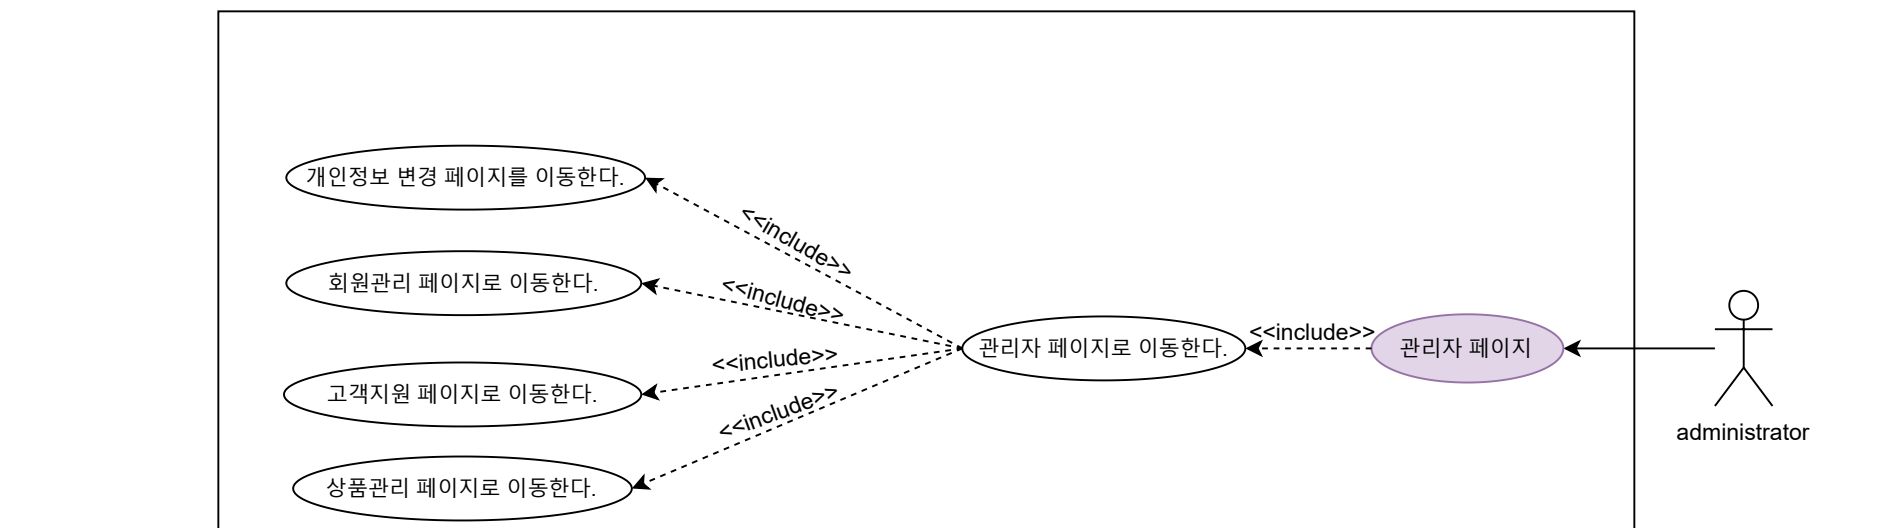 개인정보 변경 페이지를 이동한다.
<<include>>
회원관리 페이지로 이동한다.
<<include>>
관리자 페이지로 이동한다.
<<include>>
관리자 페이지
<<include>>
고객지원 페이지로 이동한다.
<<include>>
administrator
상품관리 페이지로 이동한다.